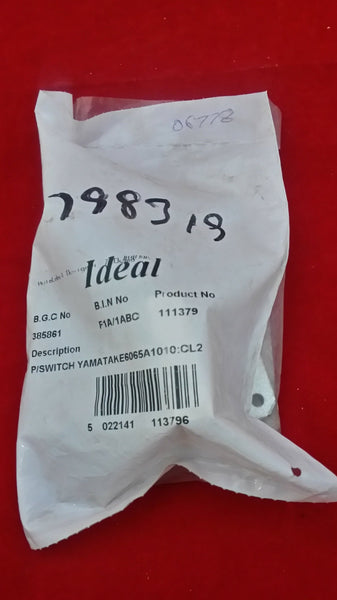 06778
798319
Ideal
B.G.C No B.I.N No Product No
385861 F1A/1ABC 111379
Description
P/SWITCH YAMATAKE6065A1010:CL2
5 022141 113796